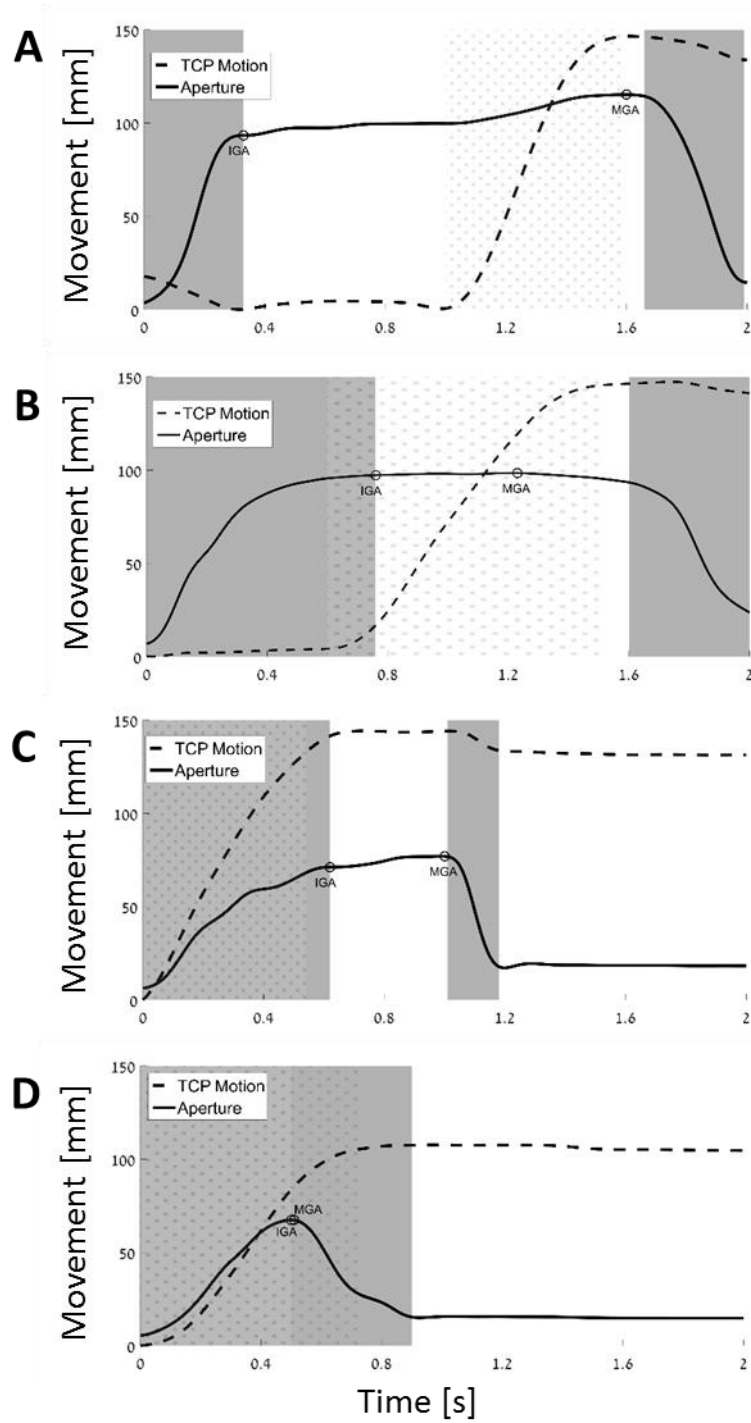 A
Movement [mm]
150
100
50
0
TCP Motion
Aperture
IGA
MGA
0 0.4 0.8 1.2 1.6 2
B
Movement [mm]
150
100
50
0
TCP Motion
Aperture
IGA
MGA
0 0.4 0.8 1.2 1.6 2
C
Movement [mm]
150
100
50
0
TCP Motion
Aperture
IGA
MGA
0 0.4 0.8 1.2 1.6 2
D
Movement [mm]
150
100
50
0
TCP Motion
Aperture
MGA
IGA
0 0.4 0.8 1.2 1.6 2
Time [s]